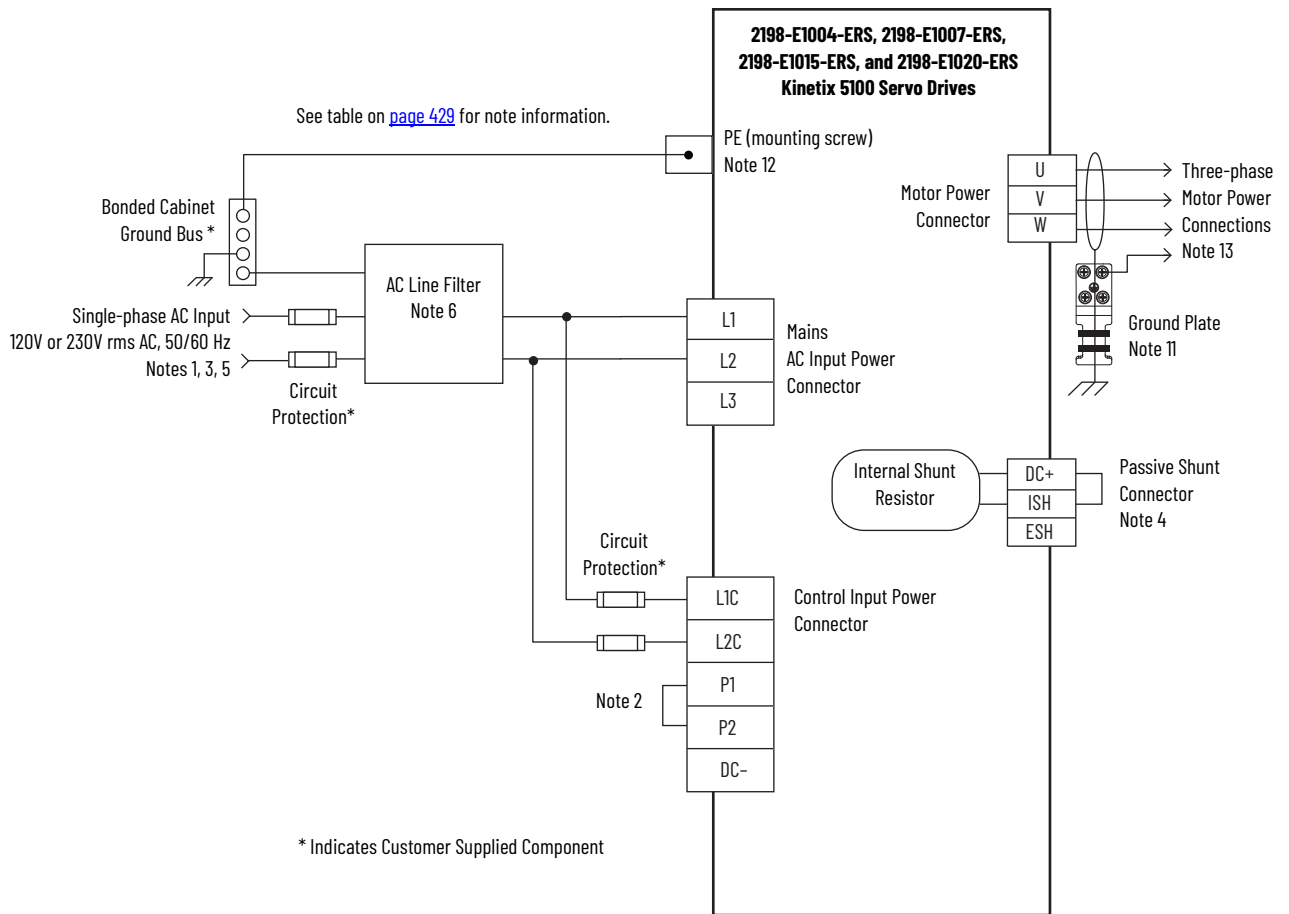 2198-E1004-ERS, 2198-E1007-ERS,
2198-E1015-ERS, and 2198-E1020-ERS
Kinetix 5100 Servo Drives
See table on page 429 for note information.
PE (mounting screw)
Note 12
Bonded Cabinet
Ground Bus *
AC Line Filter
Note 6
Single-phase AC Input
120V or 230V rms AC, 50/60 Hz
Notes 1, 3, 5
Circuit
Protection*
L1
L2
L3
Mains
AC Input Power
Connector
Motor Power
Connector
U
V
W
Three-phase
Motor Power
Connections
Note 13
Ground Plate
Note 11
Internal Shunt
Resistor
DC+
ISH
ESH
Passive Shunt
Connector
Note 4
Circuit
Protection*
L1C
L2C
P1
P2
DC–
Control Input Power
Connector
Note 2
* Indicates Customer Supplied Component